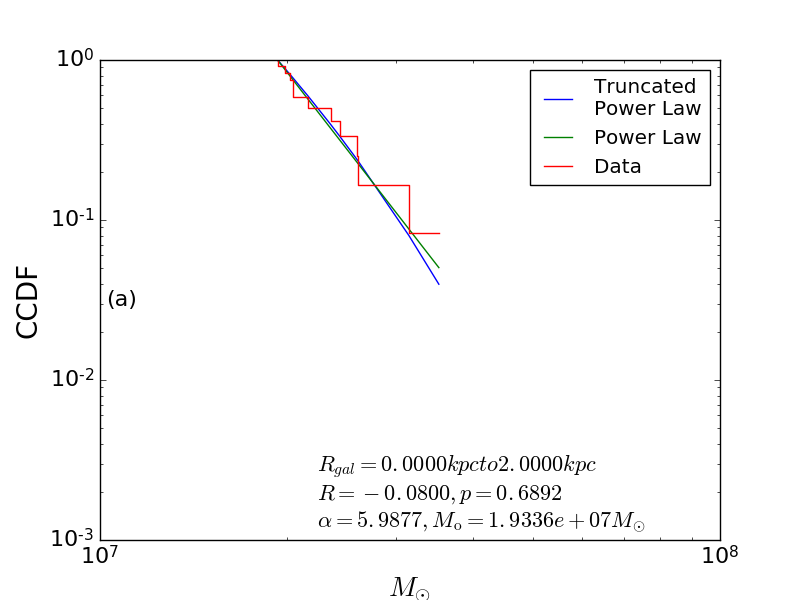 10^0
10^-1
10^-2
10^-3
CCDF
(a)
Truncated
Power Law
Power Law
Data
R_gal = 0.0000kpcto2.0000kpc
R = −0.0800, p = 0.6892
α = 5.9877, M_o = 1.9336e + 07M_⊙
10^7
10^8
M_⊙